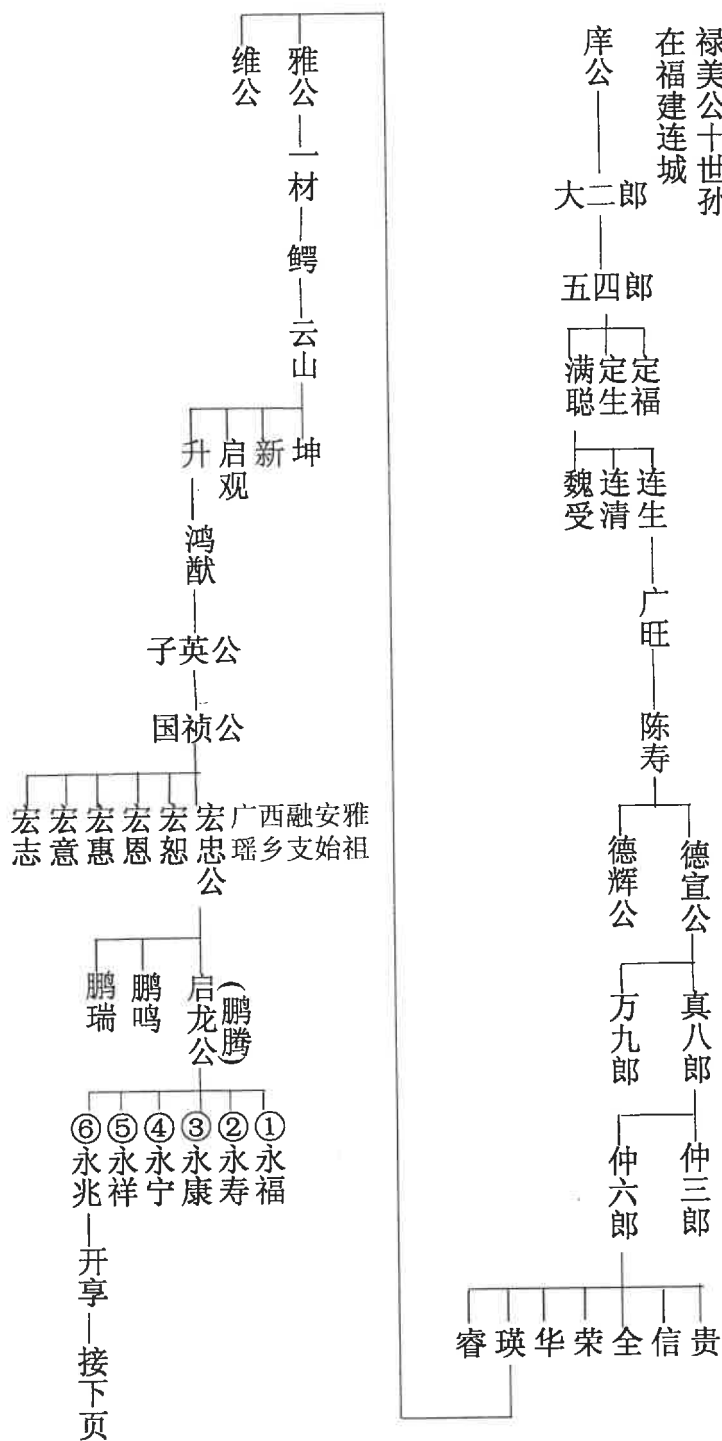 禄美公十世孙
在福建连城
庠公
大二郎
五四郎
定福
定生
满聪
连生
连清
魏受
广旺
陈寿
德宣公
德辉公
真八郎
万九郎
仲三郎
仲六郎
贵
信
全
荣
华
瑛
睿
雅公
维公
一材
鳄
云山
坤
新
启观
升
鸿猷
子英公
国祯公
宏忠公
广西融安雅
瑶乡支始祖
宏恕
宏恩
宏惠
宏意
宏志
启龙公
(鹏腾)
鹏鸣
鹏瑞
①永福
②永寿
③永康
④永宁
⑤永祥
⑥永兆
开享
接下页